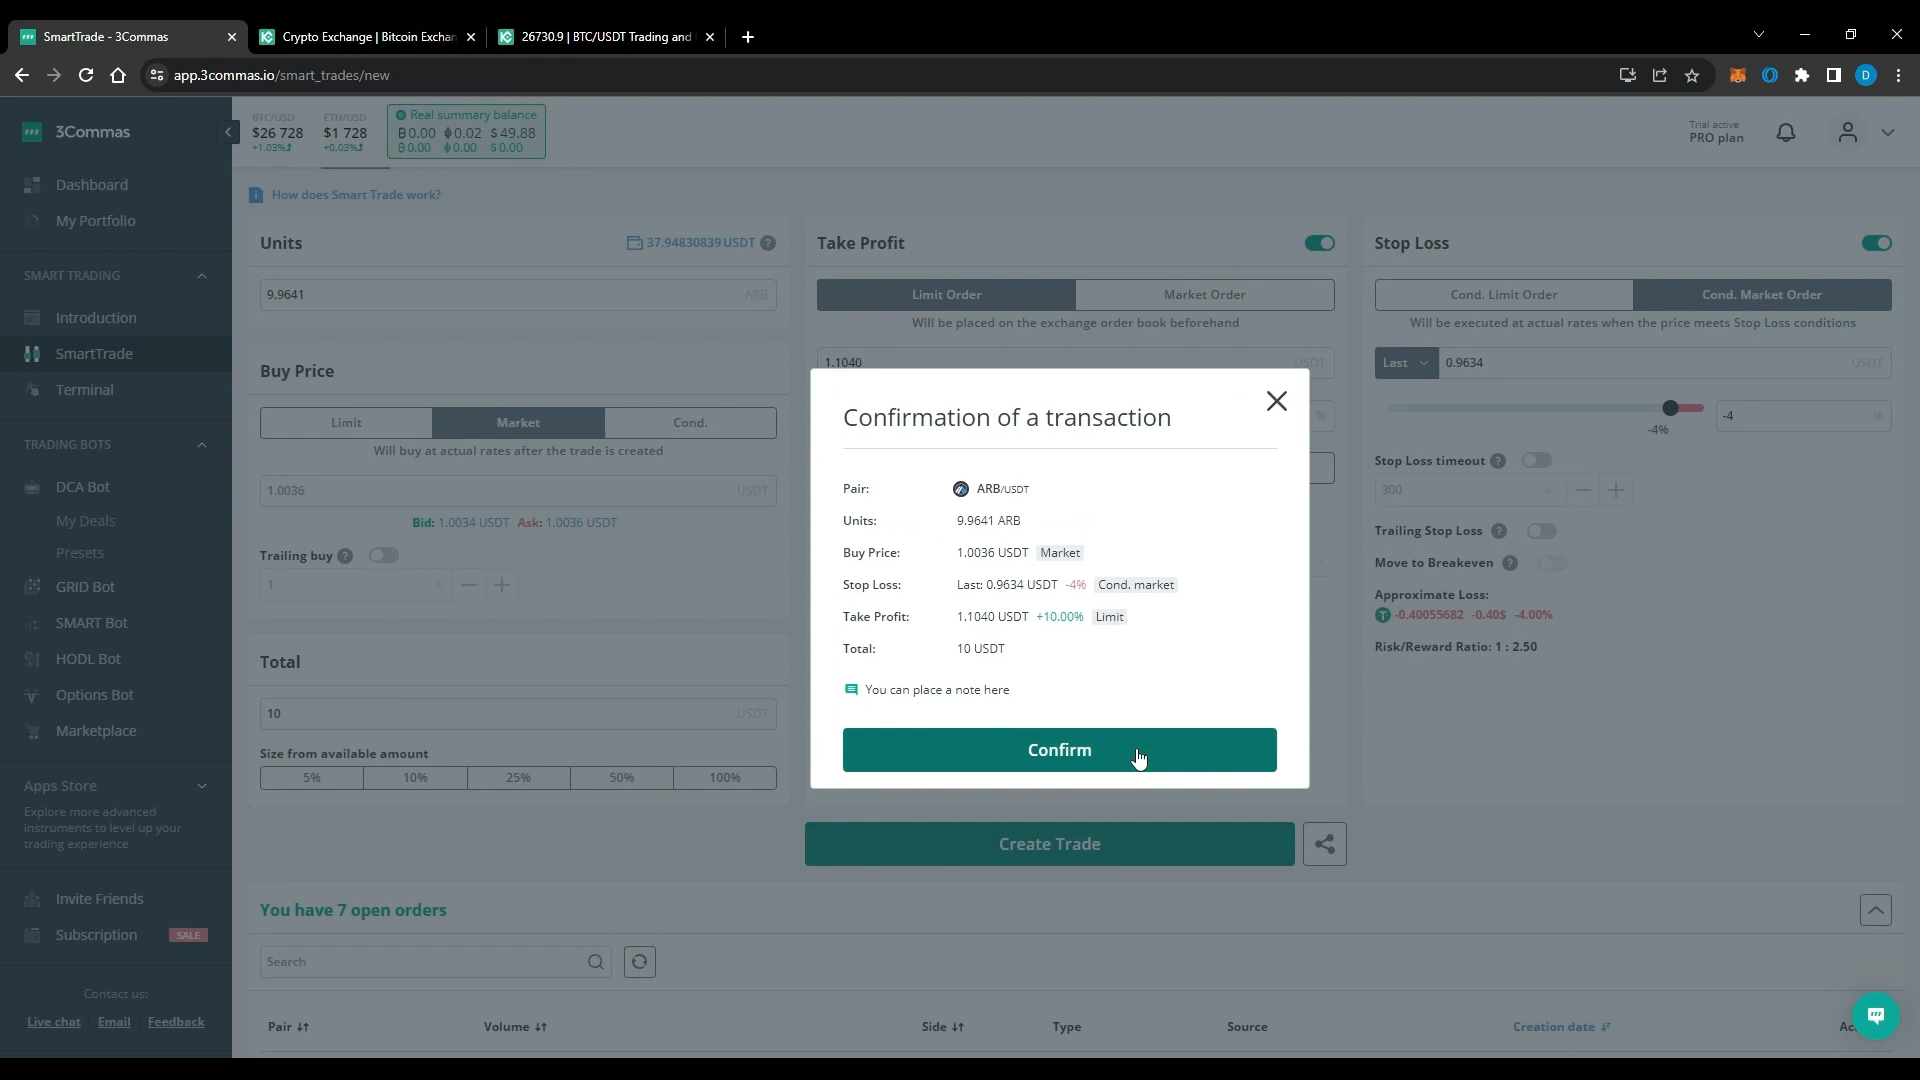 SmartTrade - 3Commas
Crypto Exchange | Bitcoin Exchan
26730.9 | BTC/USDT Trading and
app.3commas.io/smart_trades/new
D
3Commas
BTC/USD
$26 728
+1.03%
ETH/USD
$1 728
+0.03%
Real summary balance
0.00 0.02 $49.88
0.00 0.00 $0.00
Trial active
PRO plan
Dashboard
My Portfolio
SMART TRADING
Introduction
SmartTrade
Terminal
TRADING BOTS
DCA Bot
My Deals
Presets
GRID Bot
SMART Bot
HODL Bot
Options Bot
Marketplace
Apps Store
Explore more advanced
instruments to level up your
trading experience
Invite Friends
Subscription SALE
Contact us:
Live chat Email Feedback
How does Smart Trade work?
Units 37.94830839 USDT ?
9.9641 ARB
Buy Price
Limit Market Cond.
Will buy at actual rates after the trade is created
1.0036 USDT
Bid: 1.0034 USDT Ask: 1.0036 USDT
Trailing buy ?
1 %
Total
10 USDT
Size from available amount
5% 10% 25% 50% 100%
Take Profit
Limit Order Market Order
Will be placed on the exchange order book beforehand
1.1040 USDT
%
Stop Loss
Cond. Limit Order Cond. Market Order
Will be executed at actual rates when the price meets Stop Loss conditions
Last 0.9634 USDT
-4 %
-4%
Stop Loss timeout ?
300
Trailing Stop Loss ?
Move to Breakeven ?
Approximate Loss:
-0.40055682 -0.40$ -4.00%
Risk/Reward Ratio: 1 : 2.50
Confirmation of a transaction
Pair: ARB/USDT
Units: 9.9641 ARB
Buy Price: 1.0036 USDT Market
Stop Loss: Last: 0.9634 USDT -4% Cond. market
Take Profit: 1.1040 USDT +10.00% Limit
Total: 10 USDT
You can place a note here
Confirm
Create Trade
You have 7 open orders
Search
Pair Volume Side Type Source Creation date